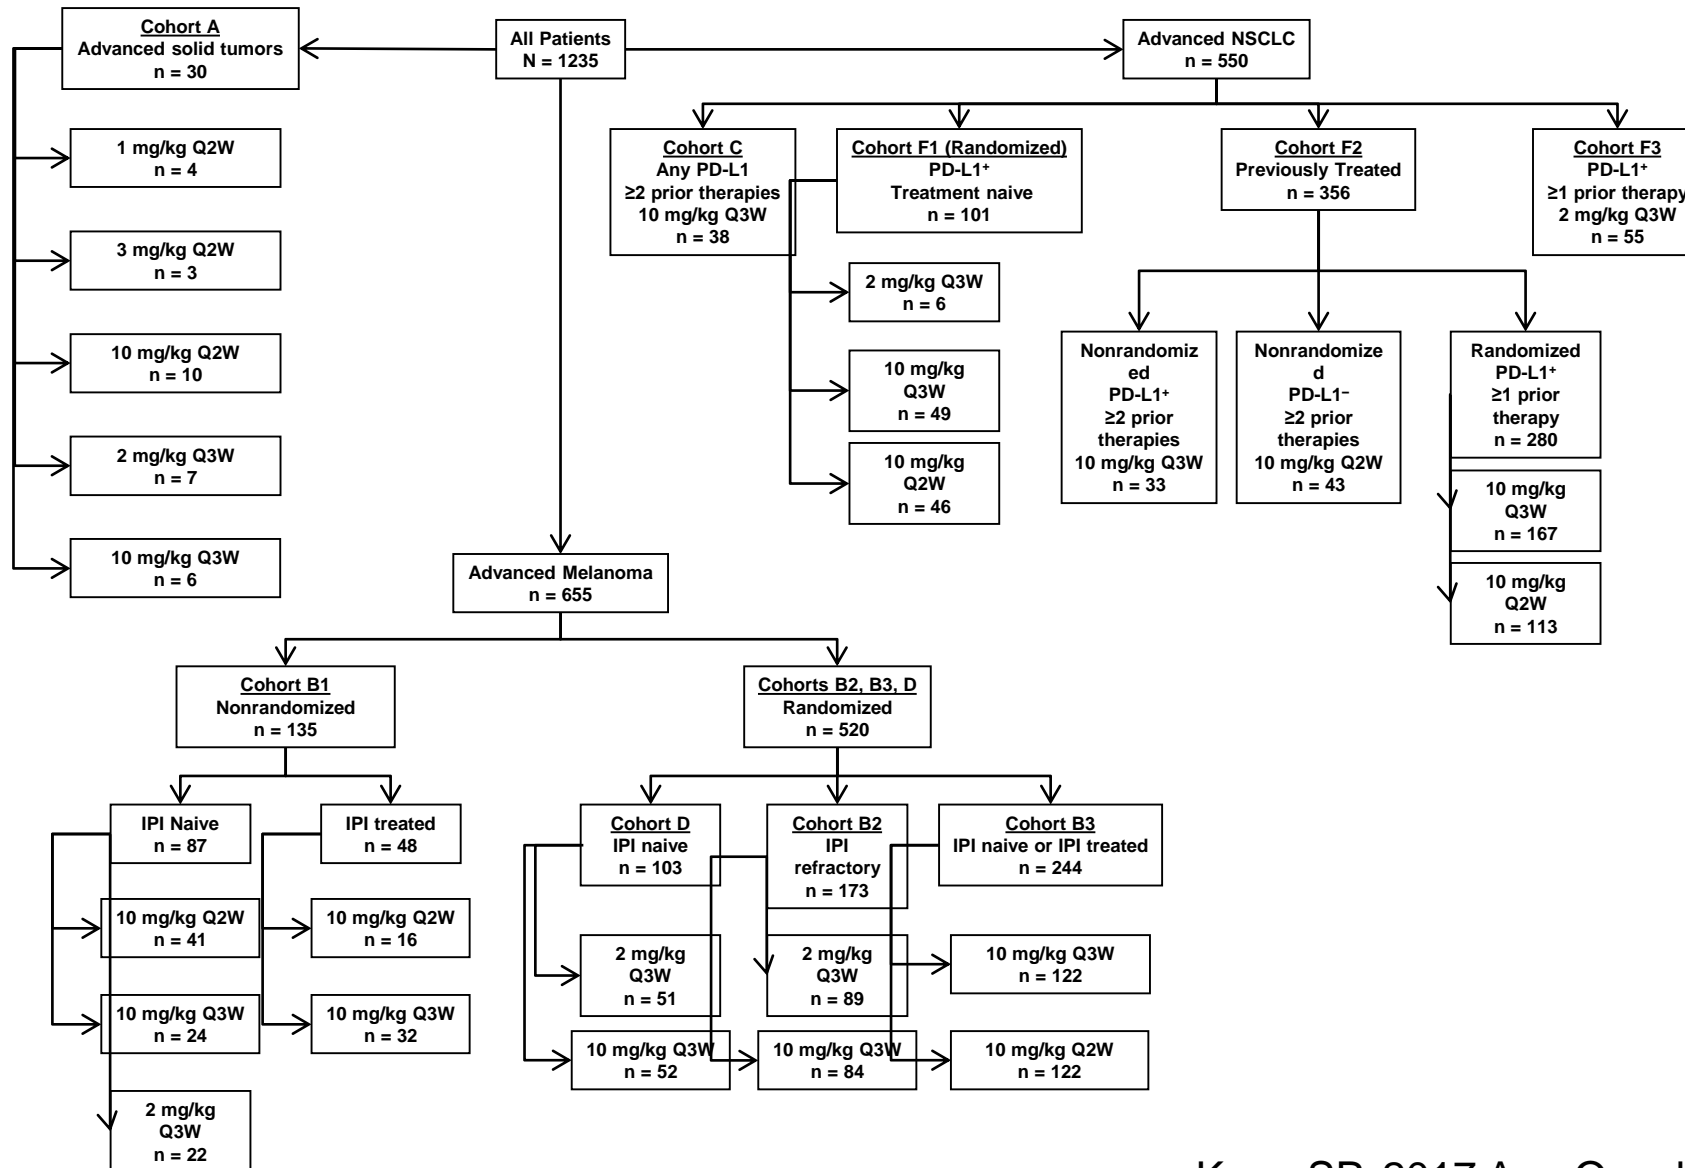 Cohort A
Advanced solid tumors
n = 30
All Patients
N = 1235
Advanced NSCLC
n = 550
1 mg/kg Q2W
n = 4
3 mg/kg Q2W
n = 3
10 mg/kg Q2W
n = 10
2 mg/kg Q3W
n = 7
10 mg/kg Q3W
n = 6
Cohort C
Any PD-L1
≥2 prior therapies
10 mg/kg Q3W
n = 38
Cohort F1 (Randomized)
PD-L1⁺
Treatment naive
n = 101
2 mg/kg Q3W
n = 6
10 mg/kg
Q3W
n = 49
10 mg/kg
Q2W
n = 46
Cohort F2
Previously Treated
n = 356
Nonrandomiz
ed
PD-L1⁺
≥2 prior
therapies
10 mg/kg Q3W
n = 33
Nonrandomize
d
PD-L1⁻
≥2 prior
therapies
10 mg/kg Q2W
n = 43
Randomized
PD-L1⁺
≥1 prior
therapy
n = 280
10 mg/kg
Q3W
n = 167
10 mg/kg
Q2W
n = 113
Cohort F3
PD-L1⁺
≥1 prior therapy
2 mg/kg Q3W
n = 55
Advanced Melanoma
n = 655
Cohort B1
Nonrandomized
n = 135
IPI Naive
n = 87
10 mg/kg Q2W
n = 41
10 mg/kg Q3W
n = 24
2 mg/kg
Q3W
n = 22
IPI treated
n = 48
10 mg/kg Q2W
n = 16
10 mg/kg Q3W
n = 32
Cohorts B2, B3, D
Randomized
n = 520
Cohort D
IPI naive
n = 103
2 mg/kg
Q3W
n = 51
10 mg/kg Q3W
n = 52
Cohort B2
IPI
refractory
n = 173
2 mg/kg
Q3W
n = 89
10 mg/kg Q3W
n = 84
Cohort B3
IPI naive or IPI treated
n = 244
10 mg/kg Q3W
n = 122
10 mg/kg Q2W
n = 122
SP, 2017